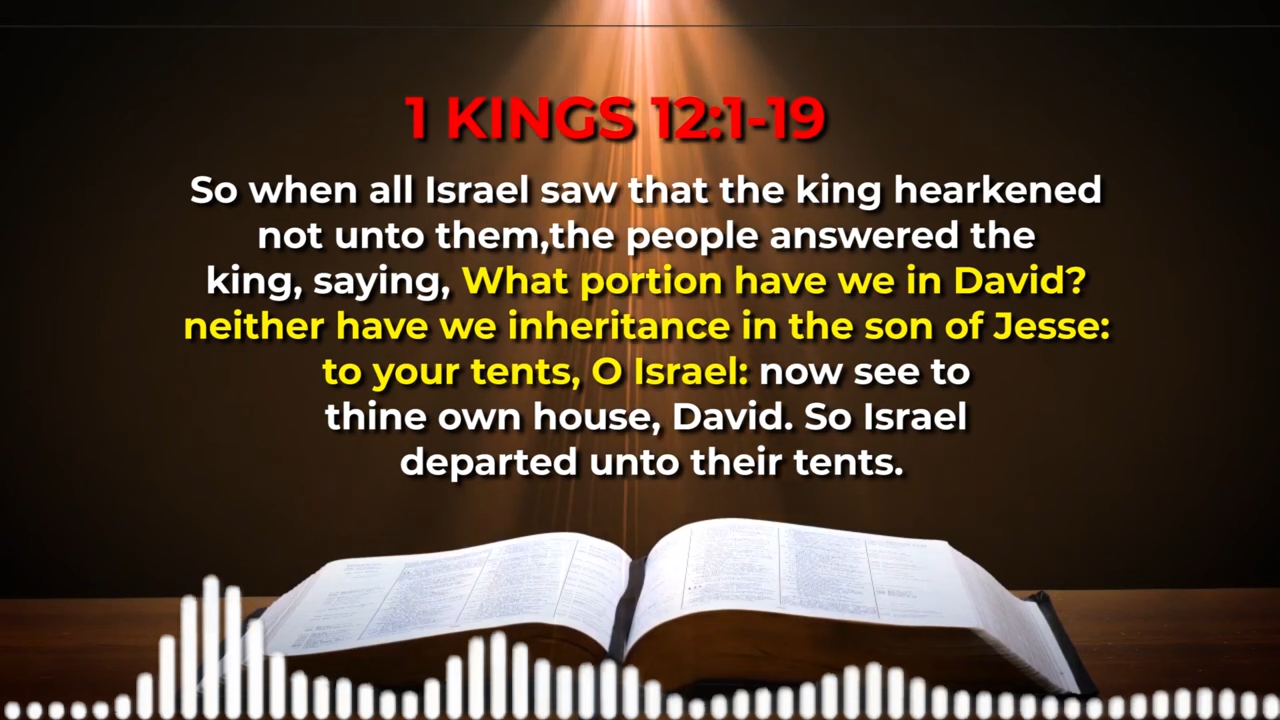 1 KINGS 12:1-19
So when all Israel saw that the king hearkened
not unto them,the people answered the
king, saying, What portion have we in David?
neither have we inheritance in the son of Jesse:
to your tents, O Israel: now see to
thine own house, David. So Israel
departed unto their tents.